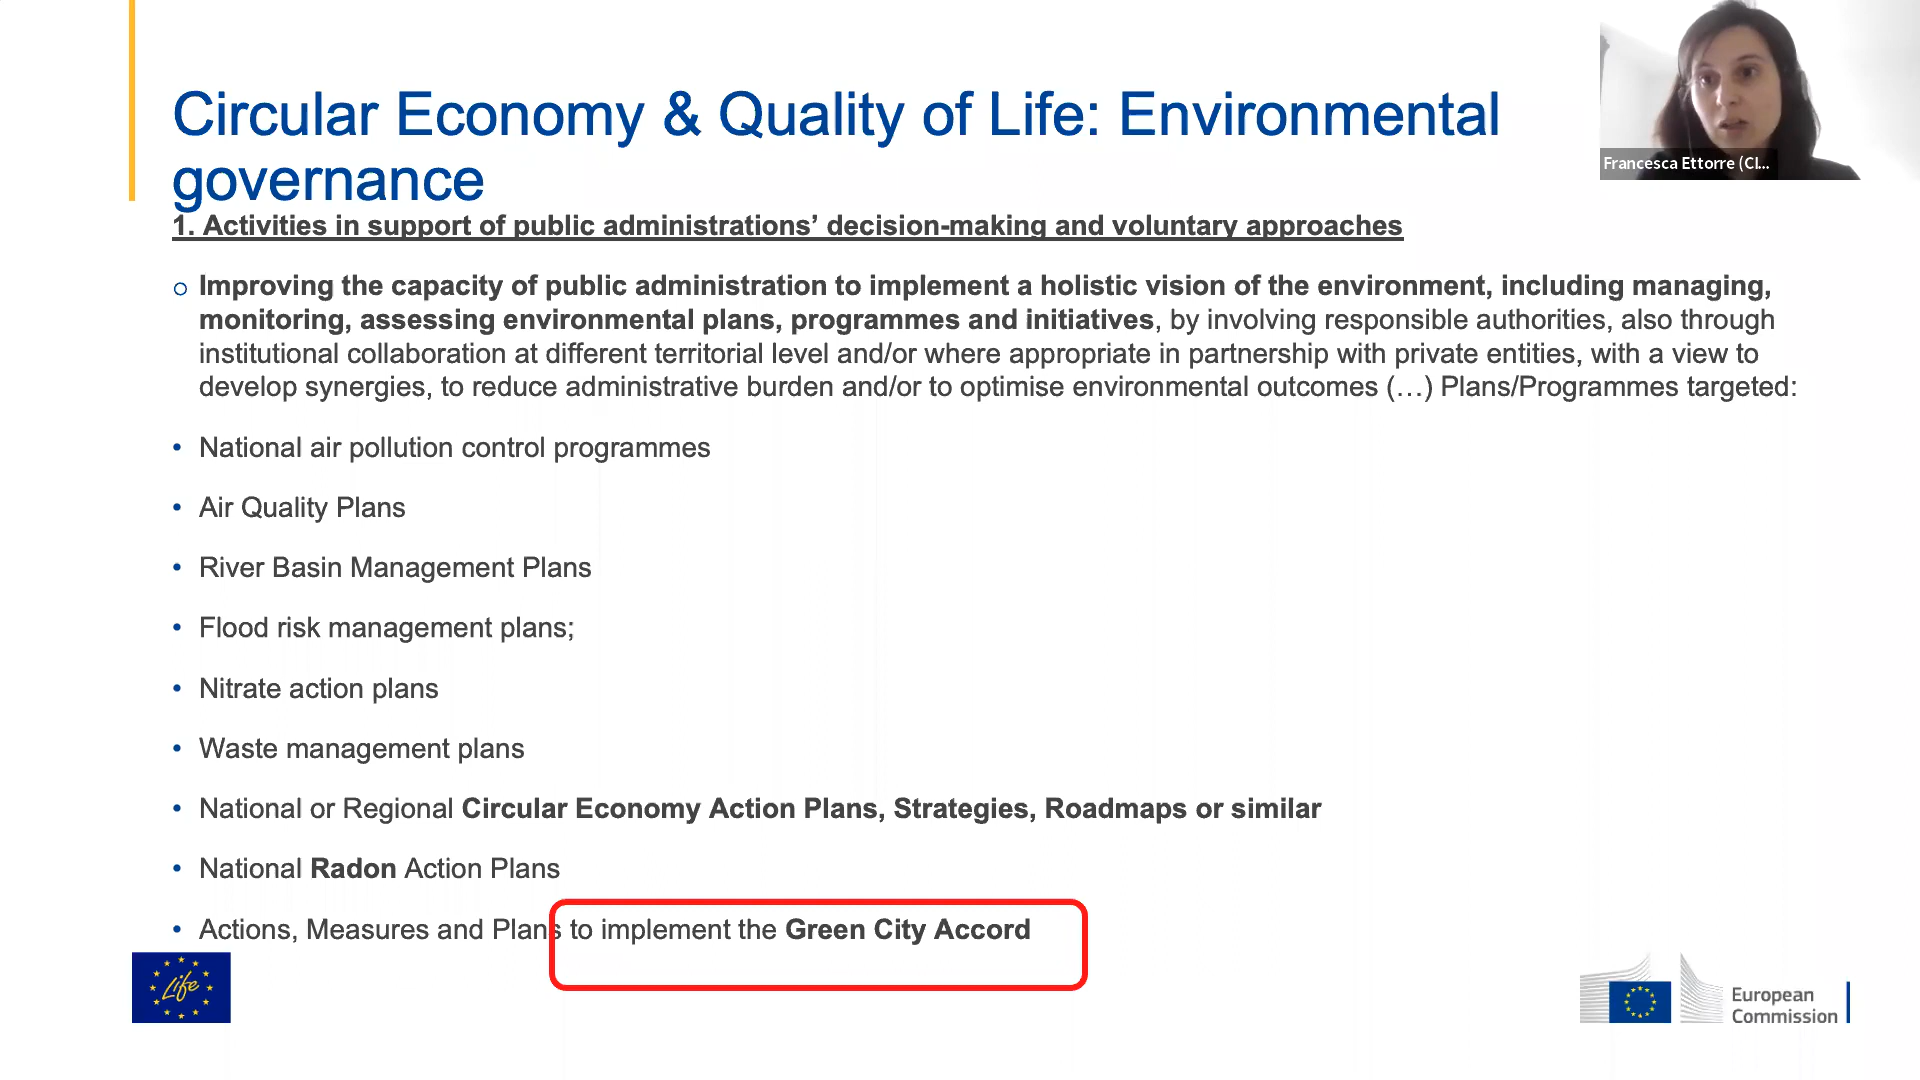 Circular Economy & Quality of Life: Environmental
governance
Francesca Ettorre (CI...
1. Activities in support of public administrations’ decision-making and voluntary approaches
Improving the capacity of public administration to implement a holistic vision of the environment, including managing,
monitoring, assessing environmental plans, programmes and initiatives, by involving responsible authorities, also through
institutional collaboration at different territorial level and/or where appropriate in partnership with private entities, with a view to
develop synergies, to reduce administrative burden and/or to optimise environmental outcomes (…) Plans/Programmes targeted:
• National air pollution control programmes
• Air Quality Plans
• River Basin Management Plans
• Flood risk management plans;
• Nitrate action plans
• Waste management plans
• National or Regional Circular Economy Action Plans, Strategies, Roadmaps or similar
• National Radon Action Plans
• Actions, Measures and Plans to implement the Green City Accord
Life
European
Commission